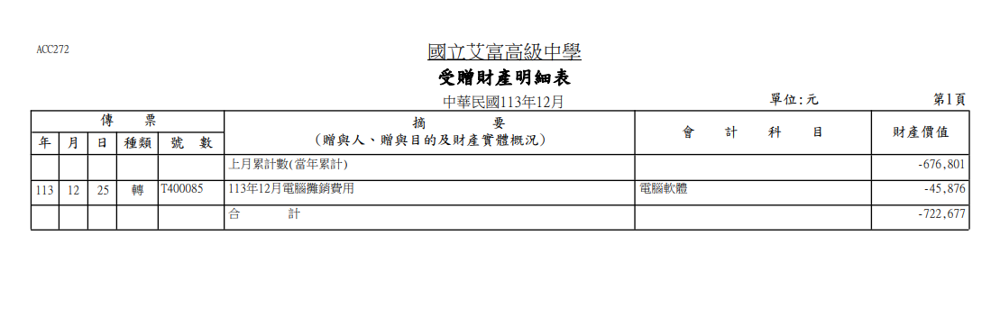 ACC272
國立艾富高級中學
受贈財產明細表
中華民國113年12月
單位:元
第1頁
傳 票
摘 要
(贈與人、贈與目的及財產實體概況)
會 計 科 目
財產價值
年 月 日 種類 號 數
上月累計數(當年累計) -676,801
113 12 25 轉 T400085 113年12月電腦攤銷費用 電腦軟體 -45,876
合 計 -722,677